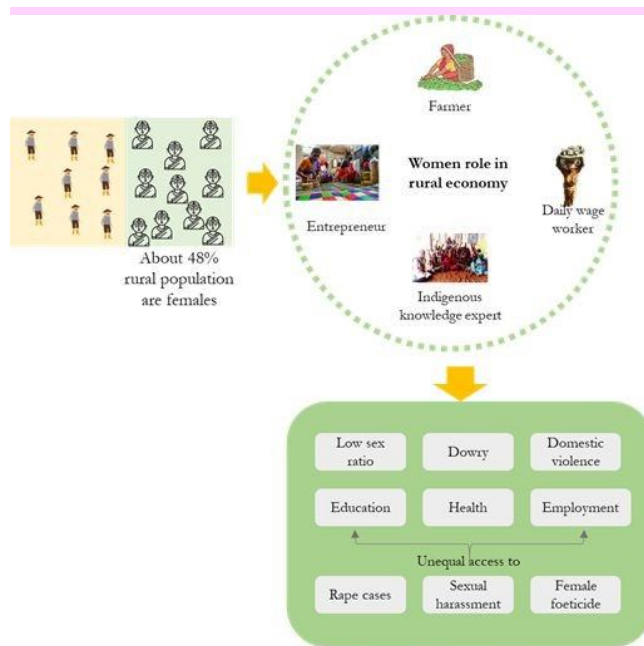 Farmer
Women role in
rural economy
Entrepreneur
Daily wage
worker
Indigenous
knowledge expert
About 48%
rural population
are females
Low sex
ratio
Dowry
Domestic
violence
Education
Health
Employment
Unequal access to
Rape cases
Sexual
harassment
Female
foeticide